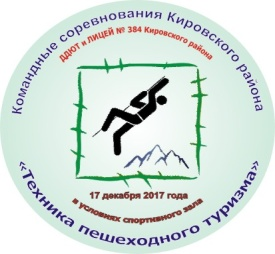 Командные соревнования Кировского района
ДДЮТ и ЛИЦЕЙ № 384 Кировского района
17 декабря 2017 года
в условиях спортивного зала
«Техника пешеходного туризма»